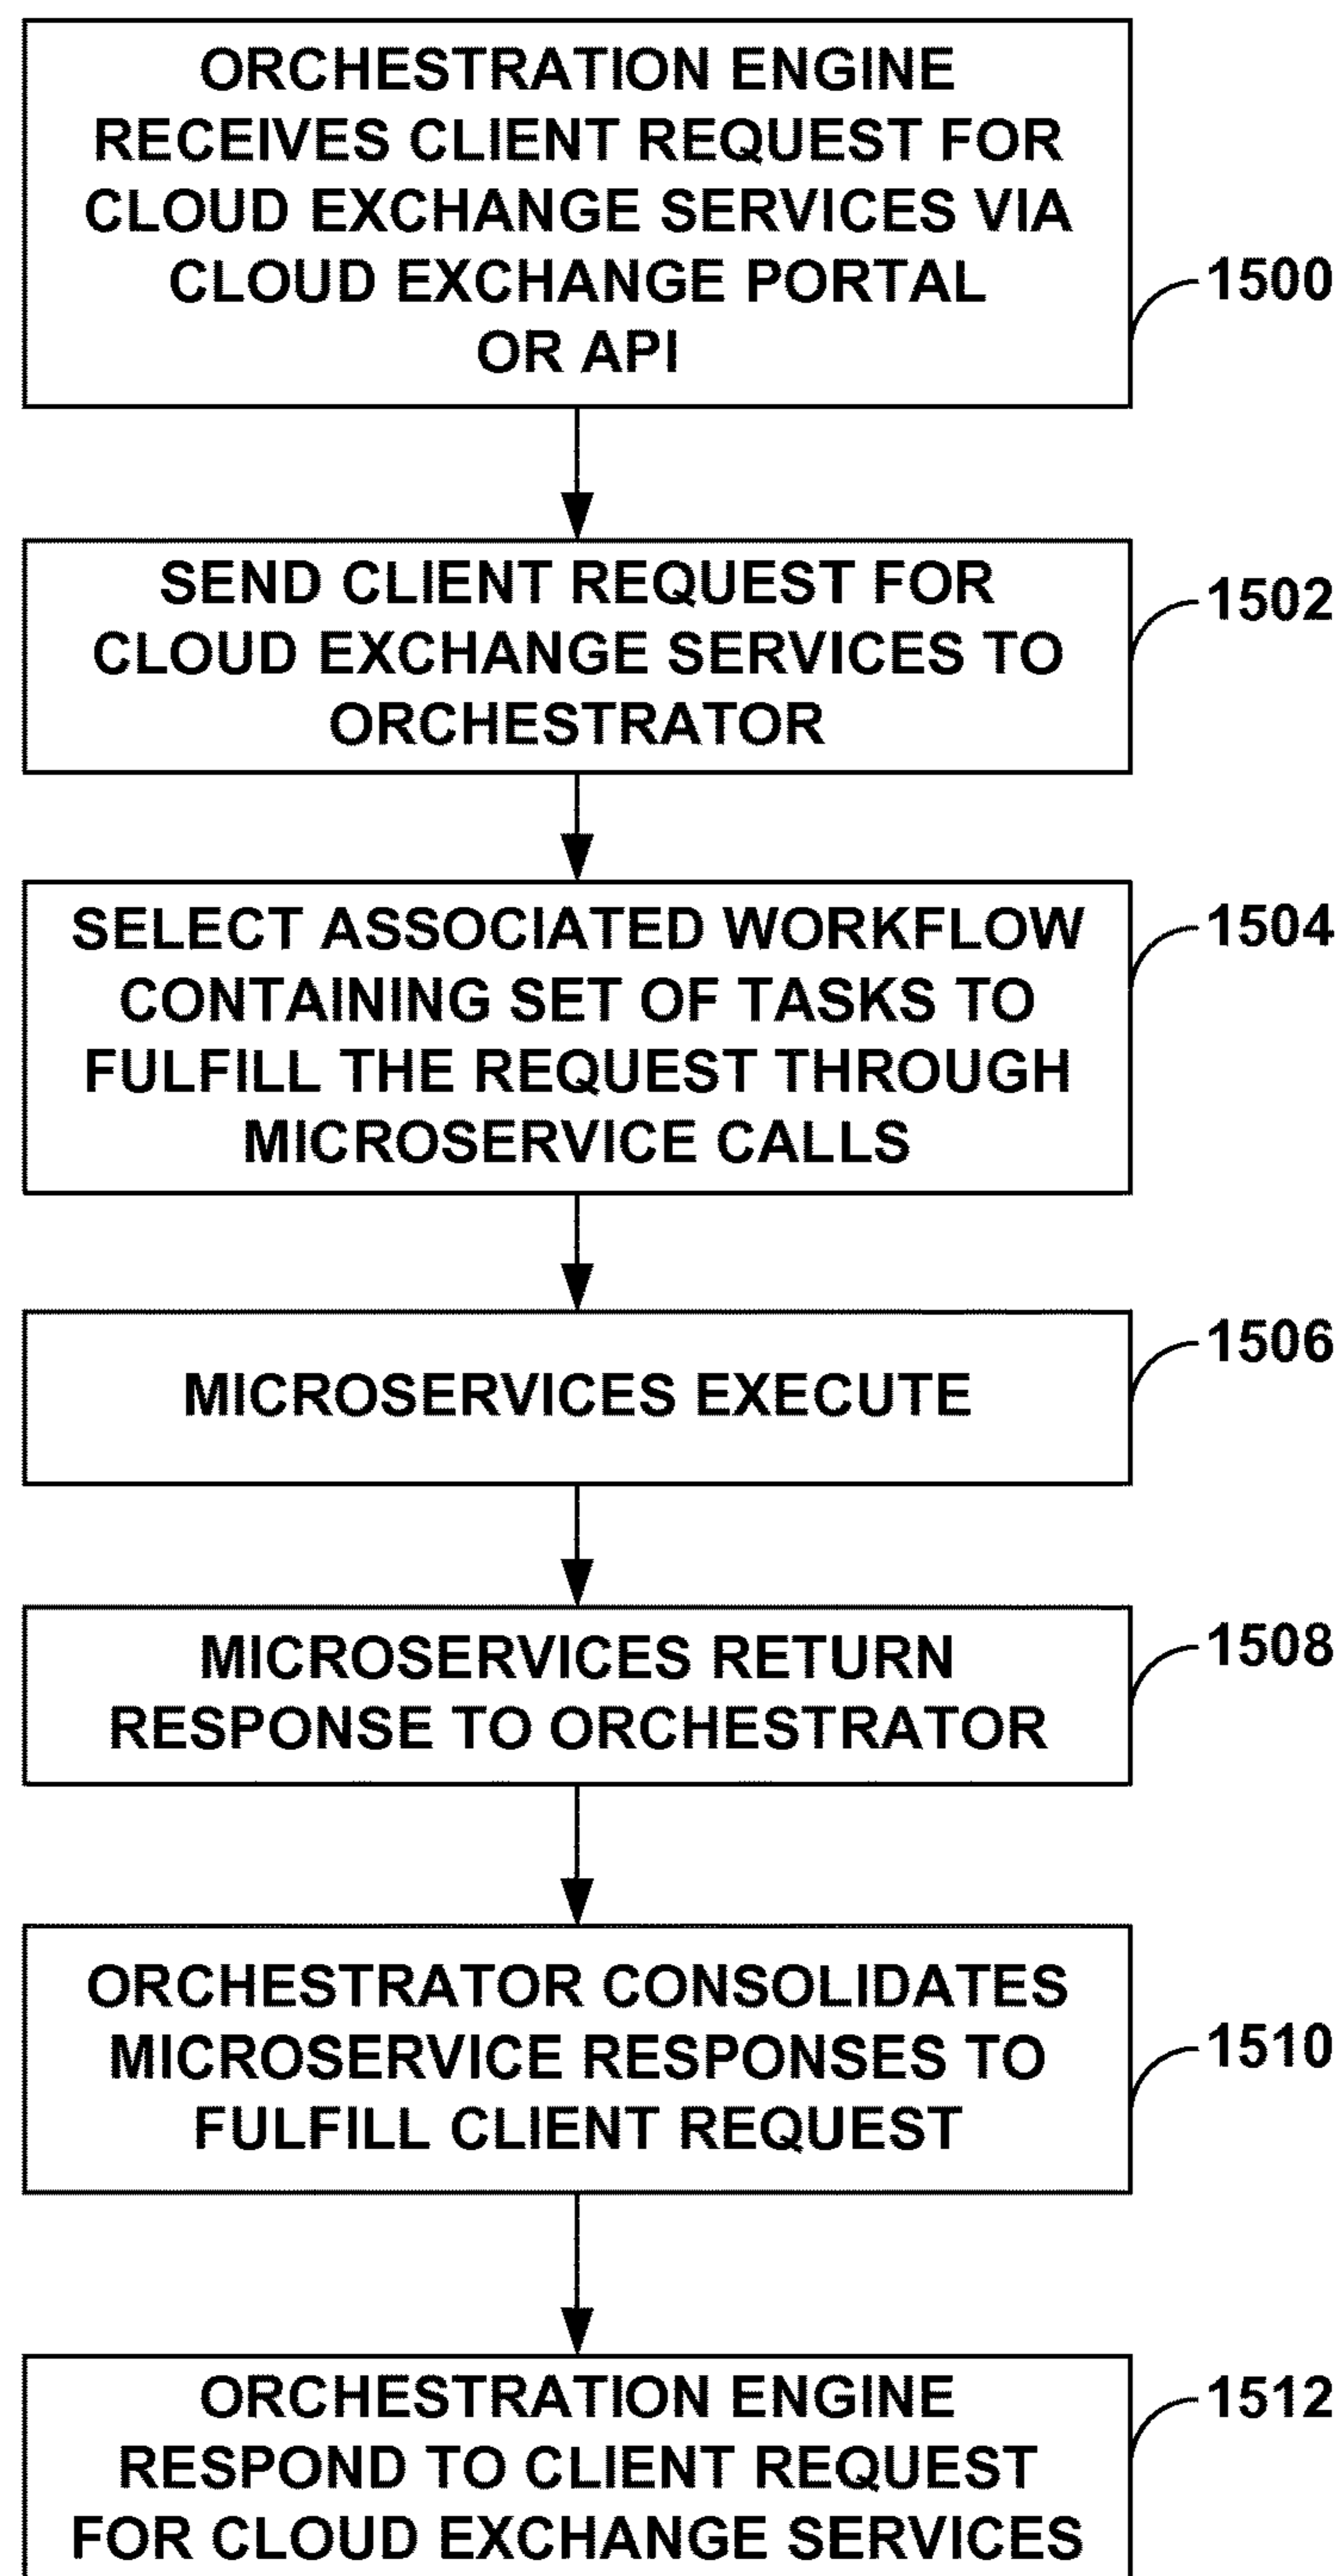 ORCHESTRATION ENGINE
RECEIVES CLIENT REQUEST FOR
CLOUD EXCHANGE SERVICES VIA
CLOUD EXCHANGE PORTAL
OR API
1500
SEND CLIENT REQUEST FOR
CLOUD EXCHANGE SERVICES TO
ORCHESTRATOR
1502
SELECT ASSOCIATED WORKFLOW
CONTAINING SET OF TASKS TO
FULFILL THE REQUEST THROUGH
MICROSERVICE CALLS
1504
MICROSERVICES EXECUTE
1506
MICROSERVICES RETURN
RESPONSE TO ORCHESTRATOR
1508
ORCHESTRATOR CONSOLIDATES
MICROSERVICE RESPONSES TO
FULFILL CLIENT REQUEST
1510
ORCHESTRATION ENGINE
RESPOND TO CLIENT REQUEST
FOR CLOUD EXCHANGE SERVICES
1512